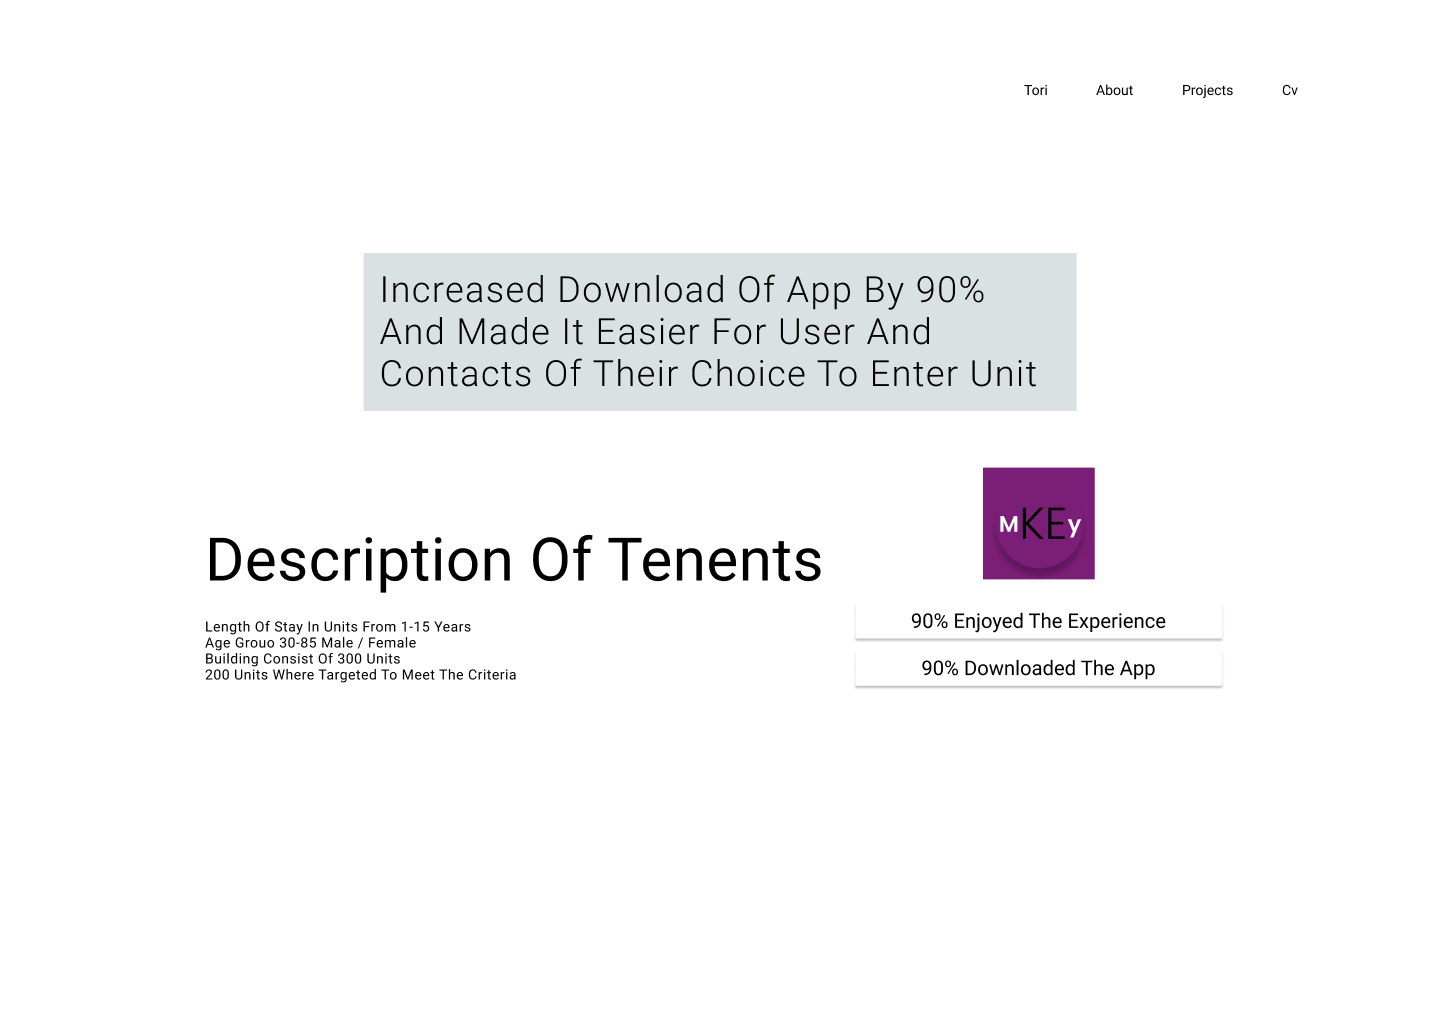 Tori About Projects Cv
Increased Download Of App By 90%
And Made It Easier For User And
Contacts Of Their Choice To Enter Unit
MKEy
Description Of Tenents
Length Of Stay In Units From 1-15 Years
Age Grouo 30-85 Male / Female
Building Consist Of 300 Units
200 Units Where Targeted To Meet The Criteria
90% Enjoyed The Experience
90% Downloaded The App